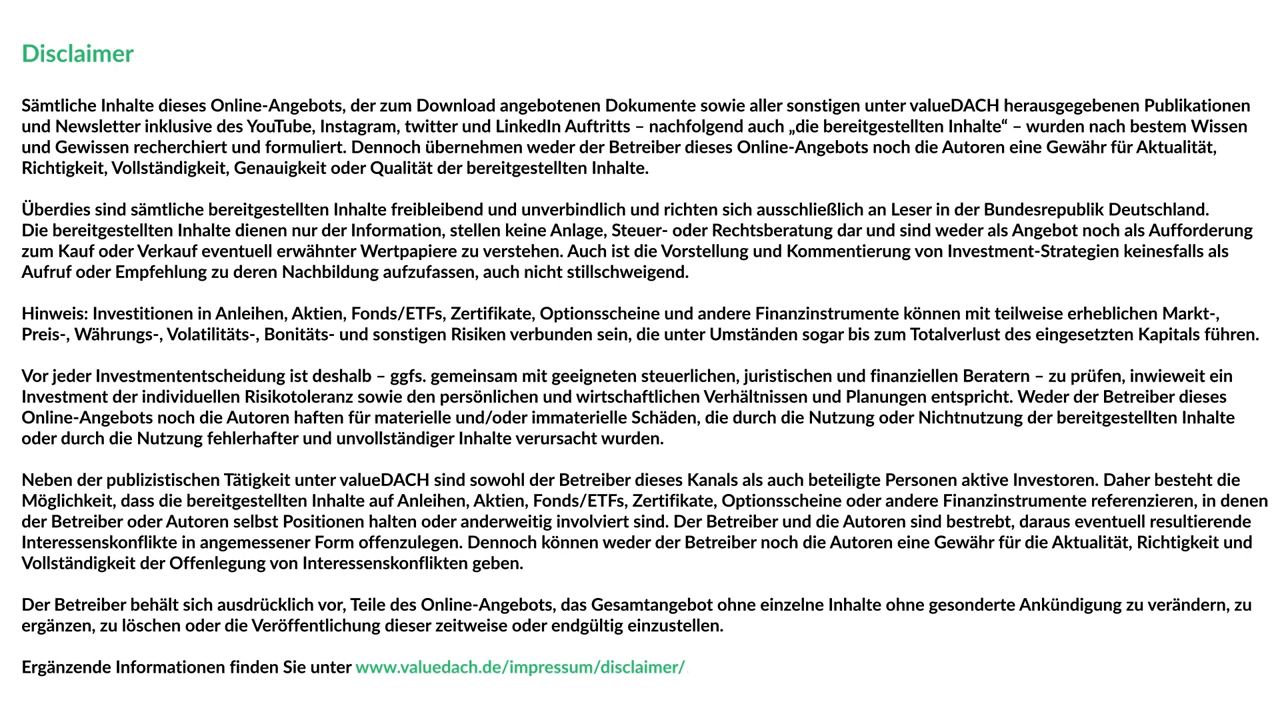 Disclaimer
Sämtliche Inhalte dieses Online-Angebots, der zum Download angebotenen Dokumente sowie aller sonstigen unter valueDACH herausgegebenen Publikationen
und Newsletter inklusive des YouTube, Instagram, twitter und LinkedIn Auftritts – nachfolgend auch „die bereitgestellten Inhalte“ – wurden nach bestem Wissen
und Gewissen recherchiert und formuliert. Dennoch übernehmen weder der Betreiber dieses Online-Angebots noch die Autoren eine Gewähr für Aktualität,
Richtigkeit, Vollständigkeit, Genauigkeit oder Qualität der bereitgestellten Inhalte.
Überdies sind sämtliche bereitgestellten Inhalte freibleibend und unverbindlich und richten sich ausschließlich an Leser in der Bundesrepublik Deutschland.
Die bereitgestellten Inhalte dienen nur der Information, stellen keine Anlage, Steuer- oder Rechtsberatung dar und sind weder als Angebot noch als Aufforderung
zum Kauf oder Verkauf eventuell erwähnter Wertpapiere zu verstehen. Auch ist die Vorstellung und Kommentierung von Investment-Strategien keinesfalls als
Aufruf oder Empfehlung zu deren Nachbildung aufzufassen, auch nicht stillschweigend.
Hinweis: Investitionen in Anleihen, Aktien, Fonds/ETFs, Zertifikate, Optionsscheine und andere Finanzinstrumente können mit teilweise erheblichen Markt-,
Preis-, Währungs-, Volatilitäts-, Bonitäts- und sonstigen Risiken verbunden sein, die unter Umständen sogar bis zum Totalverlust des eingesetzten Kapitals führen.
Vor jeder Investmententscheidung ist deshalb – ggfs. gemeinsam mit geeigneten steuerlichen, juristischen und finanziellen Beratern – zu prüfen, inwieweit ein
Investment der individuellen Risikotoleranz sowie den persönlichen und wirtschaftlichen Verhältnissen und Planungen entspricht. Weder der Betreiber dieses
Online-Angebots noch die Autoren haften für materielle und/oder immaterielle Schäden, die durch die Nutzung oder Nichtnutzung der bereitgestellten Inhalte
oder durch die Nutzung fehlerhafter und unvollständiger Inhalte verursacht wurden.
Neben der publizistischen Tätigkeit unter valueDACH sind sowohl der Betreiber dieses Kanals als auch beteiligte Personen aktive Investoren. Daher besteht die
Möglichkeit, dass die bereitgestellten Inhalte auf Anleihen, Aktien, Fonds/ETFs, Zertifikate, Optionsscheine oder andere Finanzinstrumente referenzieren, in denen
der Betreiber oder Autoren selbst Positionen halten oder anderweitig involviert sind. Der Betreiber und die Autoren sind bestrebt, daraus eventuell resultierende
Interessenskonflikte in angemessener Form offenzulegen. Dennoch können weder der Betreiber noch die Autoren eine Gewähr für die Aktualität, Richtigkeit und
Vollständigkeit der Offenlegung von Interessenskonflikten geben.
Der Betreiber behält sich ausdrücklich vor, Teile des Online-Angebots, das Gesamtangebot ohne einzelne Inhalte ohne gesonderte Ankündigung zu verändern, zu
ergänzen, zu löschen oder die Veröffentlichung dieser zeitweise oder endgültig einzustellen.
Ergänzende Informationen finden Sie unter www.valuedach.de/impressum/disclaimer/